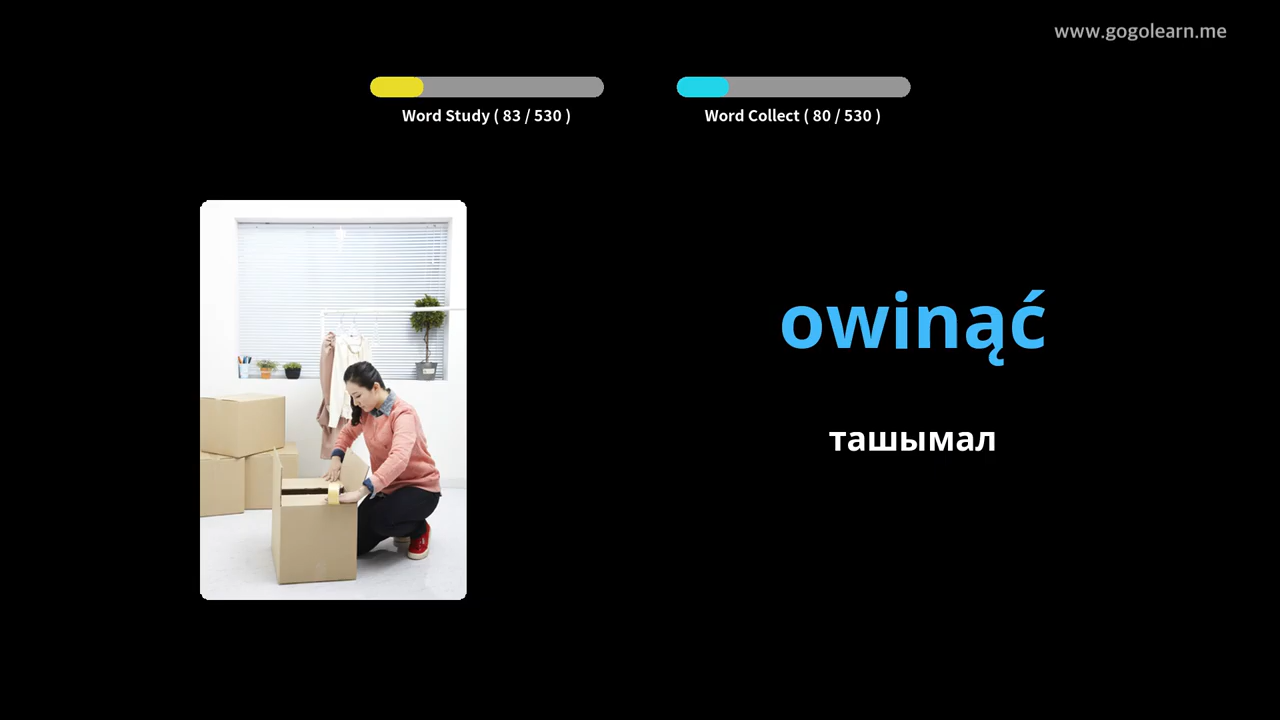 www.gogolearn.me
Word Study ( 83 / 530 )
Word Collect ( 80 / 530 )
owinąć
ташымал